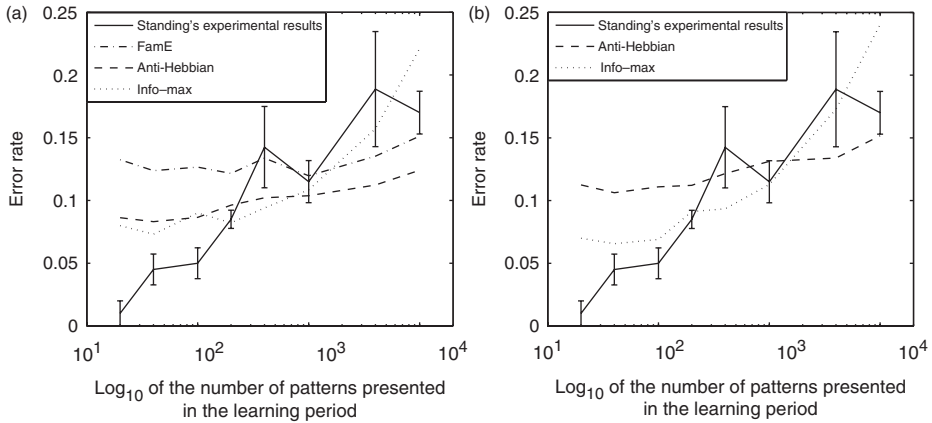 (a)
0.25
0.2
0.15
0.1
0.05
0
Error rate
Standing's experimental results
FamE
Anti-Hebbian
Info–max
10^1
10^2
10^3
10^4
Log_10 of the number of patterns presented
in the learning period
(b)
0.25
0.2
0.15
0.1
0.05
0
Error rate
Standing's experimental results
Anti-Hebbian
Info–max
10^1
10^2
10^3
10^4
Log_10 of the number of patterns presented
in the learning period